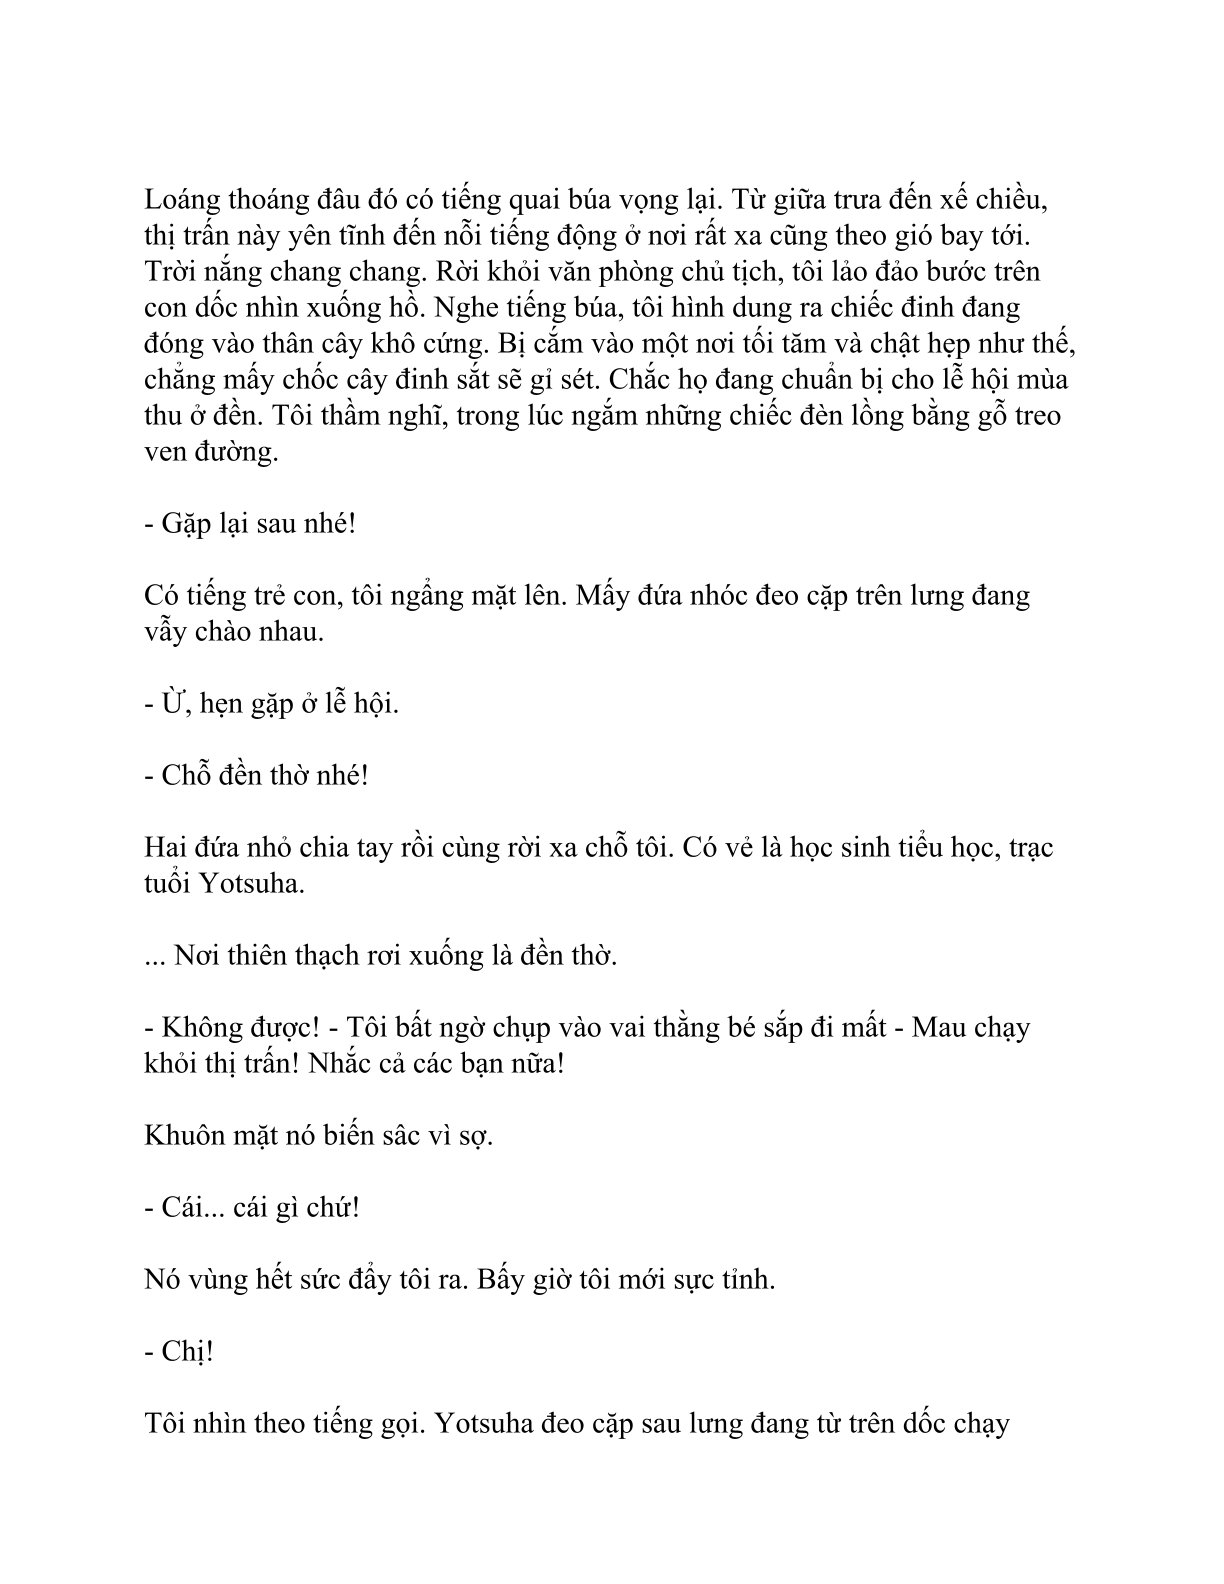 Loáng thoáng đâu đó có tiếng quai búa vọng lại. Từ giữa trưa đến xế chiều,
thị trấn này yên tĩnh đến nỗi tiếng động ở nơi rất xa cũng theo gió bay tới.
Trời nắng chang chang. Rời khỏi văn phòng chủ tịch, tôi lảo đảo bước trên
con dốc nhìn xuống hồ. Nghe tiếng búa, tôi hình dung ra chiếc đinh đang
đóng vào thân cây khô cứng. Bị cắm vào một nơi tối tăm và chật hẹp như thế,
chẳng mấy chốc cây đinh sắt sẽ gỉ sét. Chắc họ đang chuẩn bị cho lễ hội mùa
thu ở đền. Tôi thầm nghĩ, trong lúc ngắm những chiếc đèn lồng bằng gỗ treo
ven đường.
- Gặp lại sau nhé!
Có tiếng trẻ con, tôi ngẩng mặt lên. Mấy đứa nhóc đeo cặp trên lưng đang
vẫy chào nhau.
- Ừ, hẹn gặp ở lễ hội.
- Chỗ đền thờ nhé!
Hai đứa nhỏ chia tay rồi cùng rời xa chỗ tôi. Có vẻ là học sinh tiểu học, trạc
tuổi Yotsuha.
... Nơi thiên thạch rơi xuống là đền thờ.
- Không được! - Tôi bất ngờ chụp vào vai thằng bé sắp đi mất - Mau chạy
khỏi thị trấn! Nhắc cả các bạn nữa!
Khuôn mặt nó biến sâc vì sợ.
- Cái... cái gì chứ!
Nó vùng hết sức đẩy tôi ra. Bấy giờ tôi mới sực tỉnh.
- Chị!
Tôi nhìn theo tiếng gọi. Yotsuha đeo cặp sau lưng đang từ trên dốc chạy